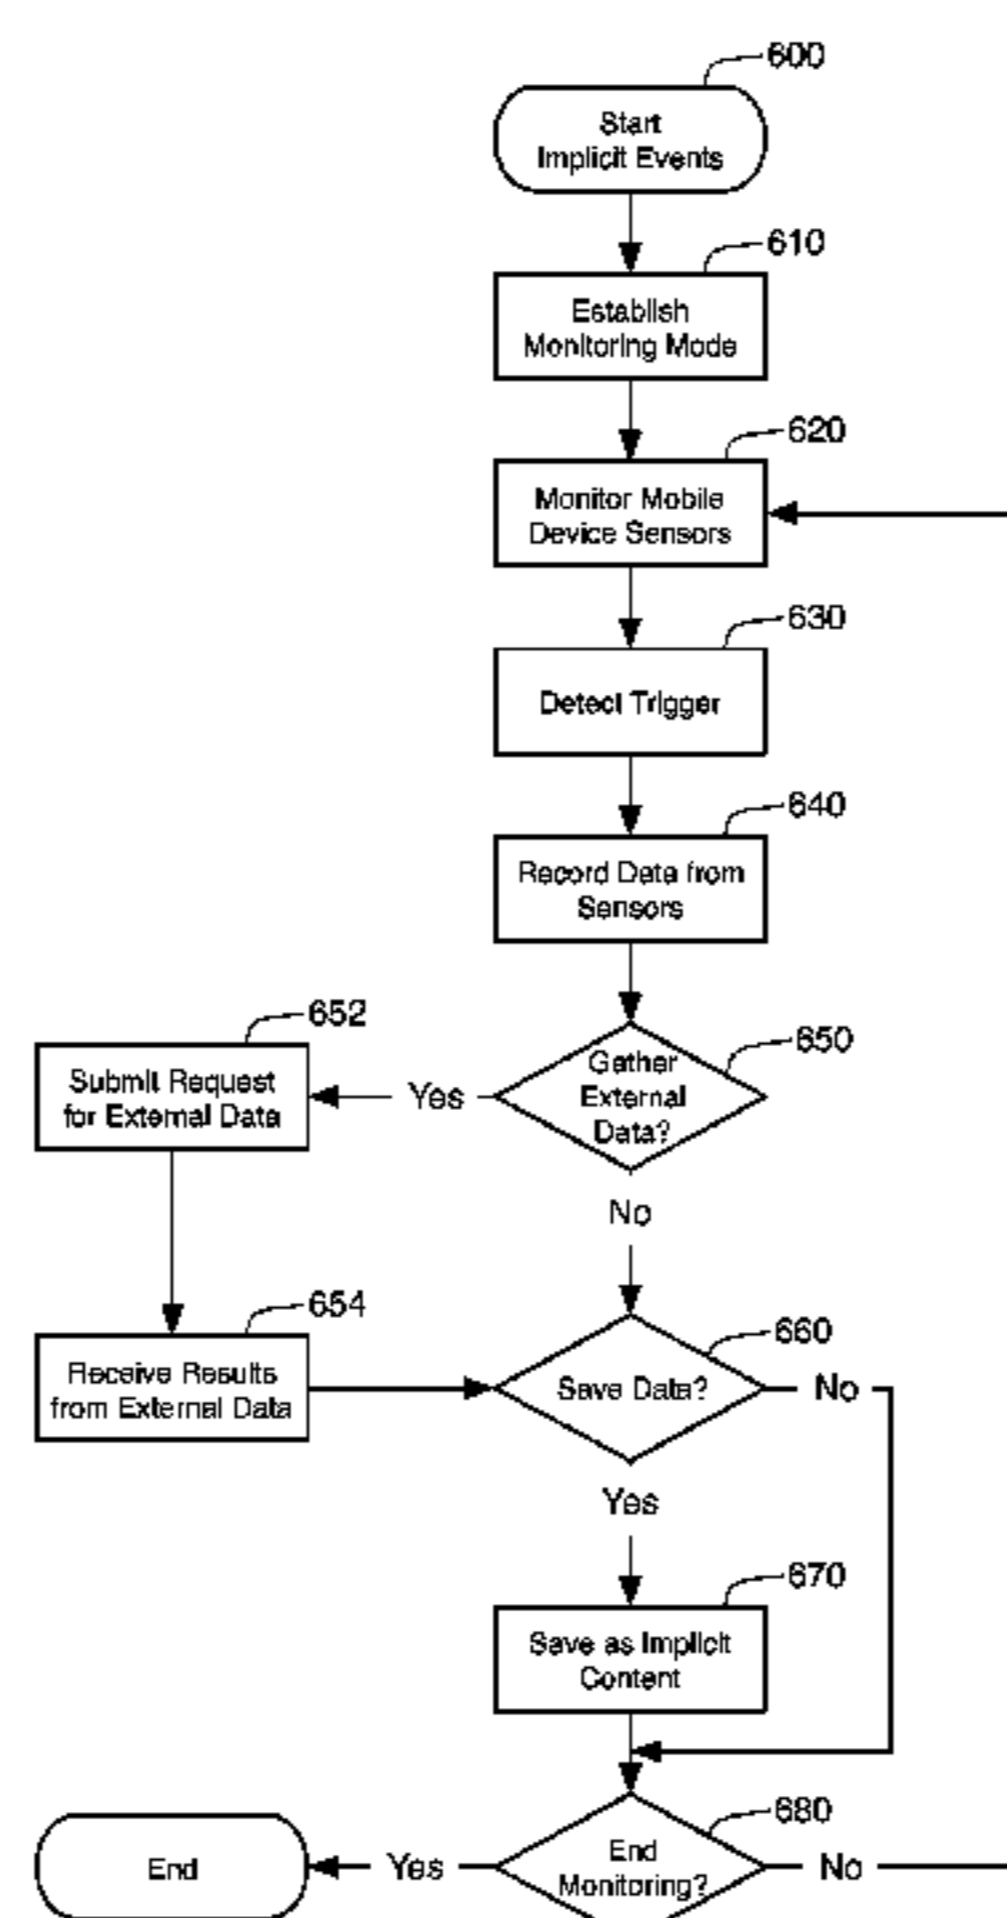 600
Start
Implicit Events
610
Establish
Monitoring Mode
620
Monitor Mobile
Device Sensors
630
Detect Trigger
640
Record Data from
Sensors
652
650
Submit Request
for External Data
Yes
Gather
External
Data?
No
654
660
Receive Results
from External Data
Save Data?
No
Yes
670
Save as Implicit
Content
680
End
Yes
End
Monitoring?
No